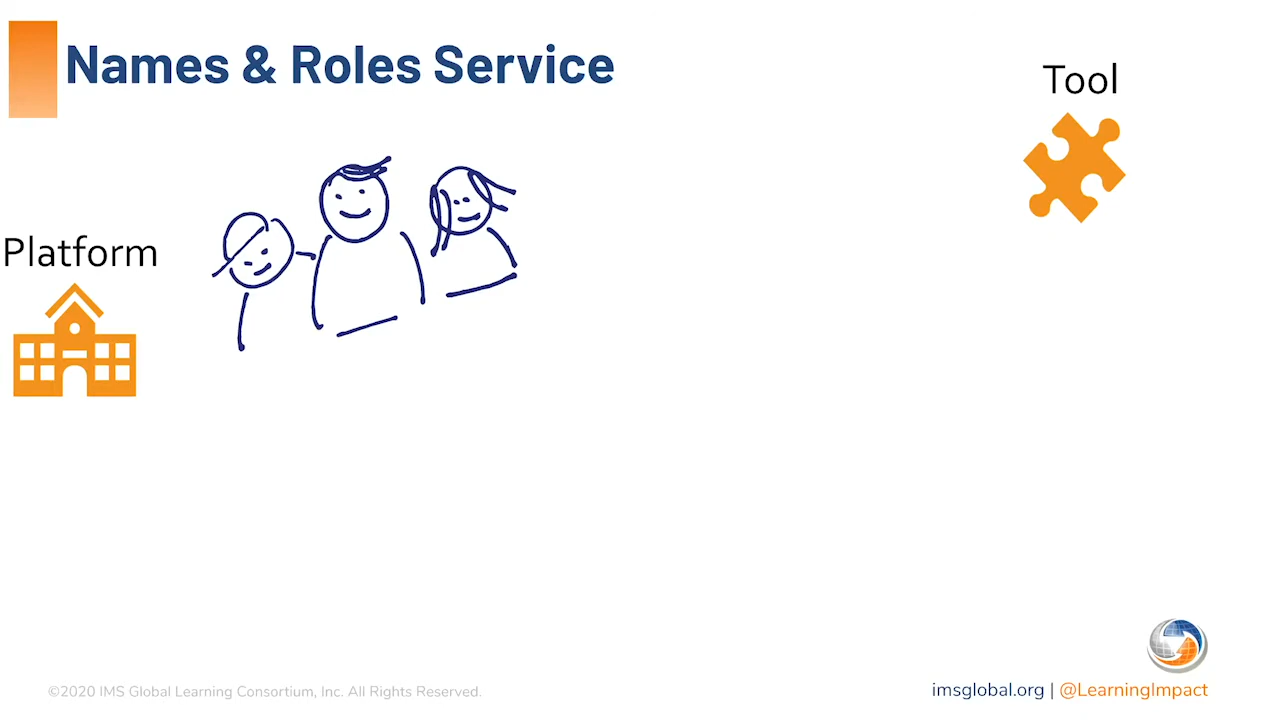 Names & Roles Service
Tool
Platform
©2020 IMS Global Learning Consortium, Inc. All Rights Reserved.
imsglobal.org | @LearningImpact